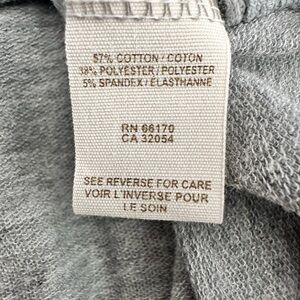 57% COTTON / COTON
38% POLYESTER / POLYESTER
5% SPANDEX / ELASTHANNE
RN 66170
CA 32054
SEE REVERSE FOR CARE
VOIR L'INVERSE POUR
LE SOIN